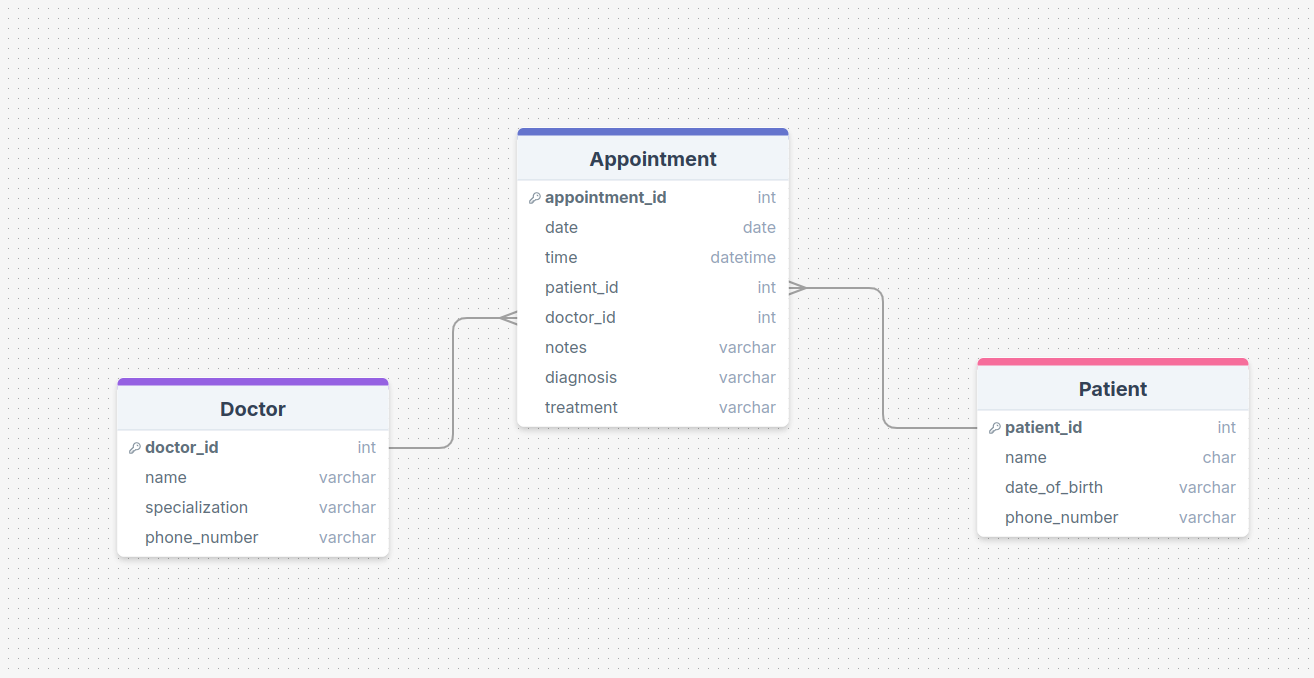 Appointment
appointment_id int
date date
time datetime
patient_id int
doctor_id int
notes varchar
diagnosis varchar
treatment varchar
Doctor
doctor_id int
name varchar
specialization varchar
phone_number varchar
Patient
patient_id int
name char
date_of_birth varchar
phone_number varchar